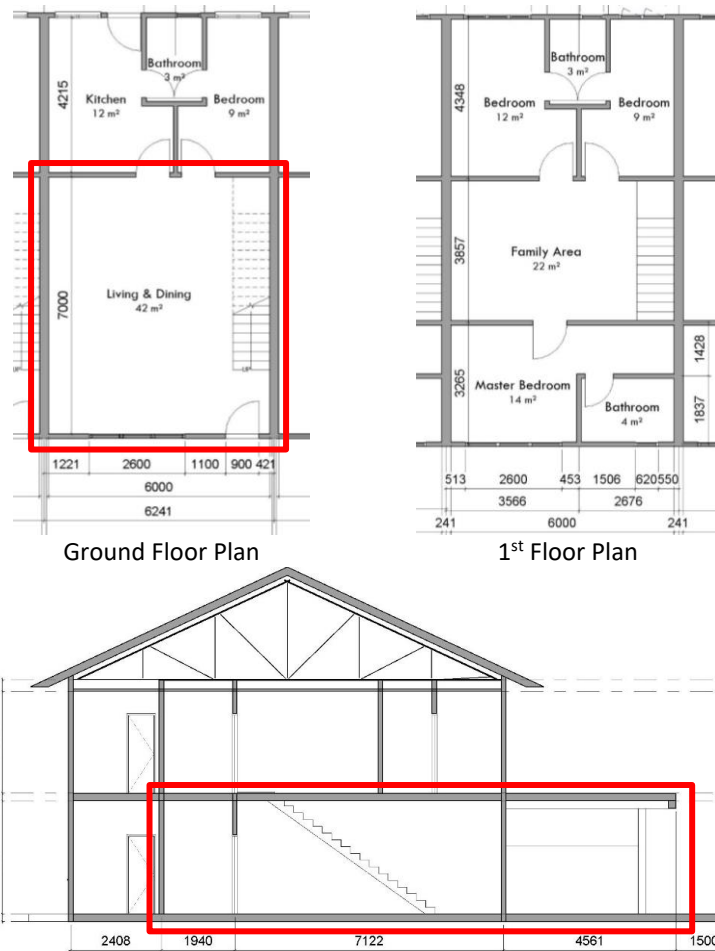 Bathroom
3 m²
Kitchen
12 m²
Bedroom
9 m²
4215
Living & Dining
42 m²
7000
UP
UP
1221 2600 1100 900 421
6000
6241
Ground Floor Plan
Bathroom
3 m²
Bedroom
12 m²
Bedroom
9 m²
4348
Family Area
22 m²
3857
Master Bedroom
14 m²
Bathroom
4 m²
3265
1428
1837
513 2600 453 1506 620 550
3566 2676
241 6000 241
1st Floor Plan
2408 1940 7122 4561 1500